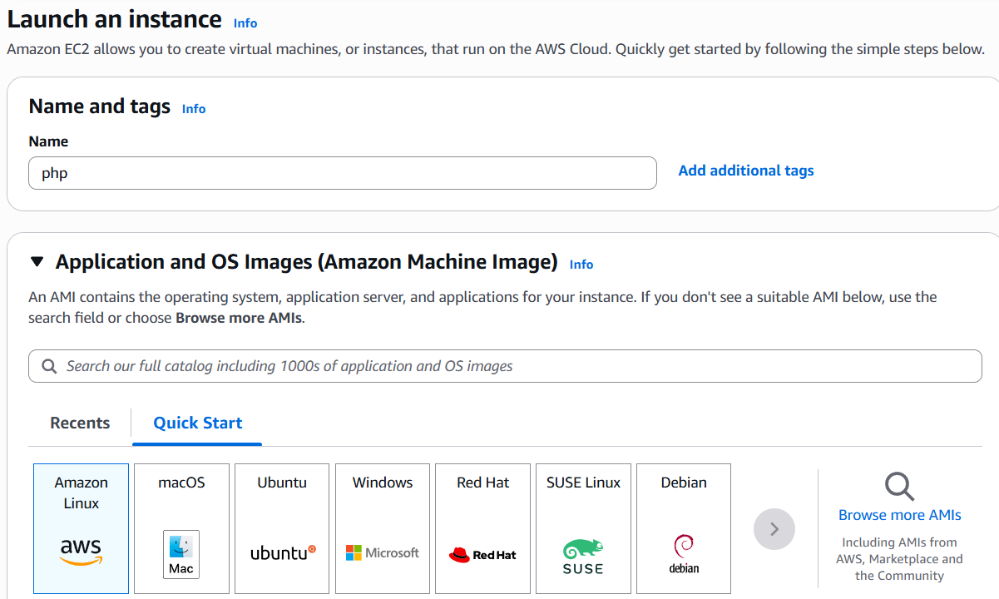 Launch an instance Info
Amazon EC2 allows you to create virtual machines, or instances, that run on the AWS Cloud. Quickly get started by following the simple steps below.
Name and tags Info
Name
php
Add additional tags
Application and OS Images (Amazon Machine Image) Info
An AMI contains the operating system, application server, and applications for your instance. If you don't see a suitable AMI below, use the
search field or choose Browse more AMIs.
Search our full catalog including 1000s of application and OS images
Recents
Quick Start
Amazon
Linux
aws
macOS
Mac
Ubuntu
ubuntu
Windows
Microsoft
Red Hat
Red Hat
SUSE Linux
SUSE
Debian
debian
Browse more AMIs
Including AMIs from
AWS, Marketplace and
the Community